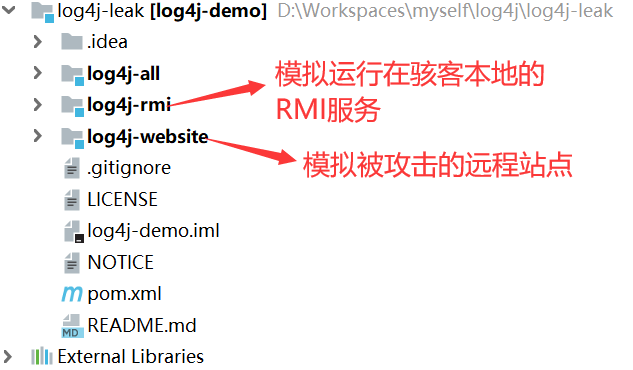 log4j-leak [log4j-demo] D:\Workspaces\myself\log4j\log4j-leak
.idea
log4j-all
log4j-rmi
模拟运行在骇客本地的
RMI服务
log4j-website
模拟被攻击的远程站点
.gitignore
LICENSE
log4j-demo.iml
NOTICE
m pom.xml
MD README.md
External Libraries